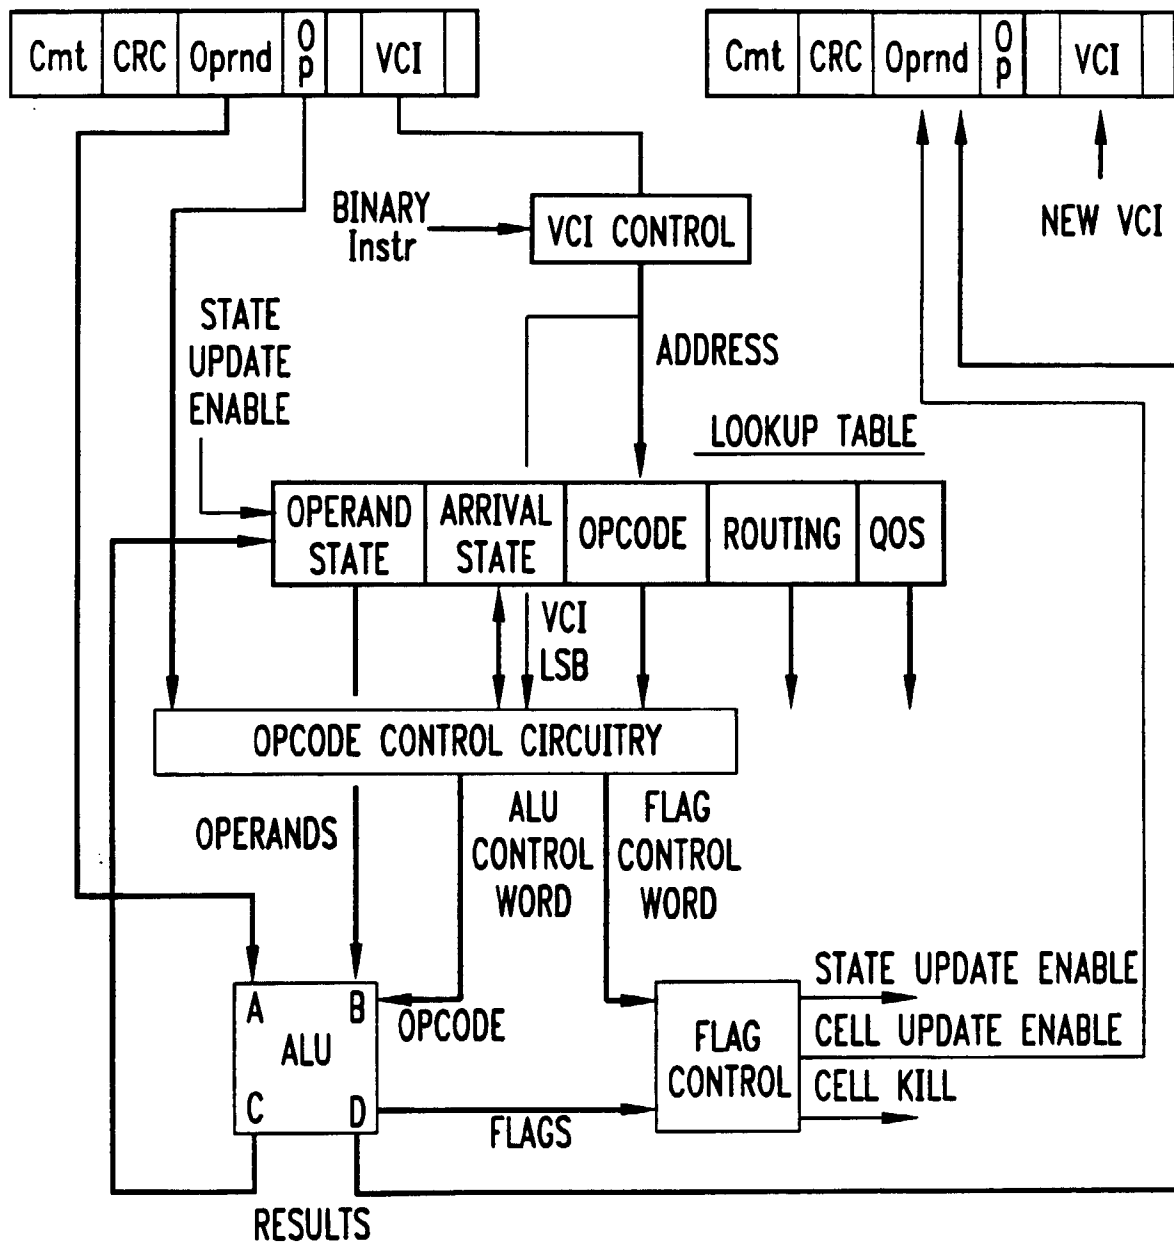 Cmt CRC Oprnd Op VCI
Cmt CRC Oprnd Op VCI
BINARY
Instr
VCI CONTROL
NEW VCI
STATE
UPDATE
ENABLE
ADDRESS
LOOKUP TABLE
OPERAND
STATE
ARRIVAL
STATE
OPCODE
ROUTING
QOS
VCI
LSB
OPCODE CONTROL CIRCUITRY
OPERANDS
ALU
CONTROL
WORD
FLAG
CONTROL
WORD
A B
ALU
C D
OPCODE
FLAG
CONTROL
STATE UPDATE ENABLE
CELL UPDATE ENABLE
CELL KILL
FLAGS
RESULTS